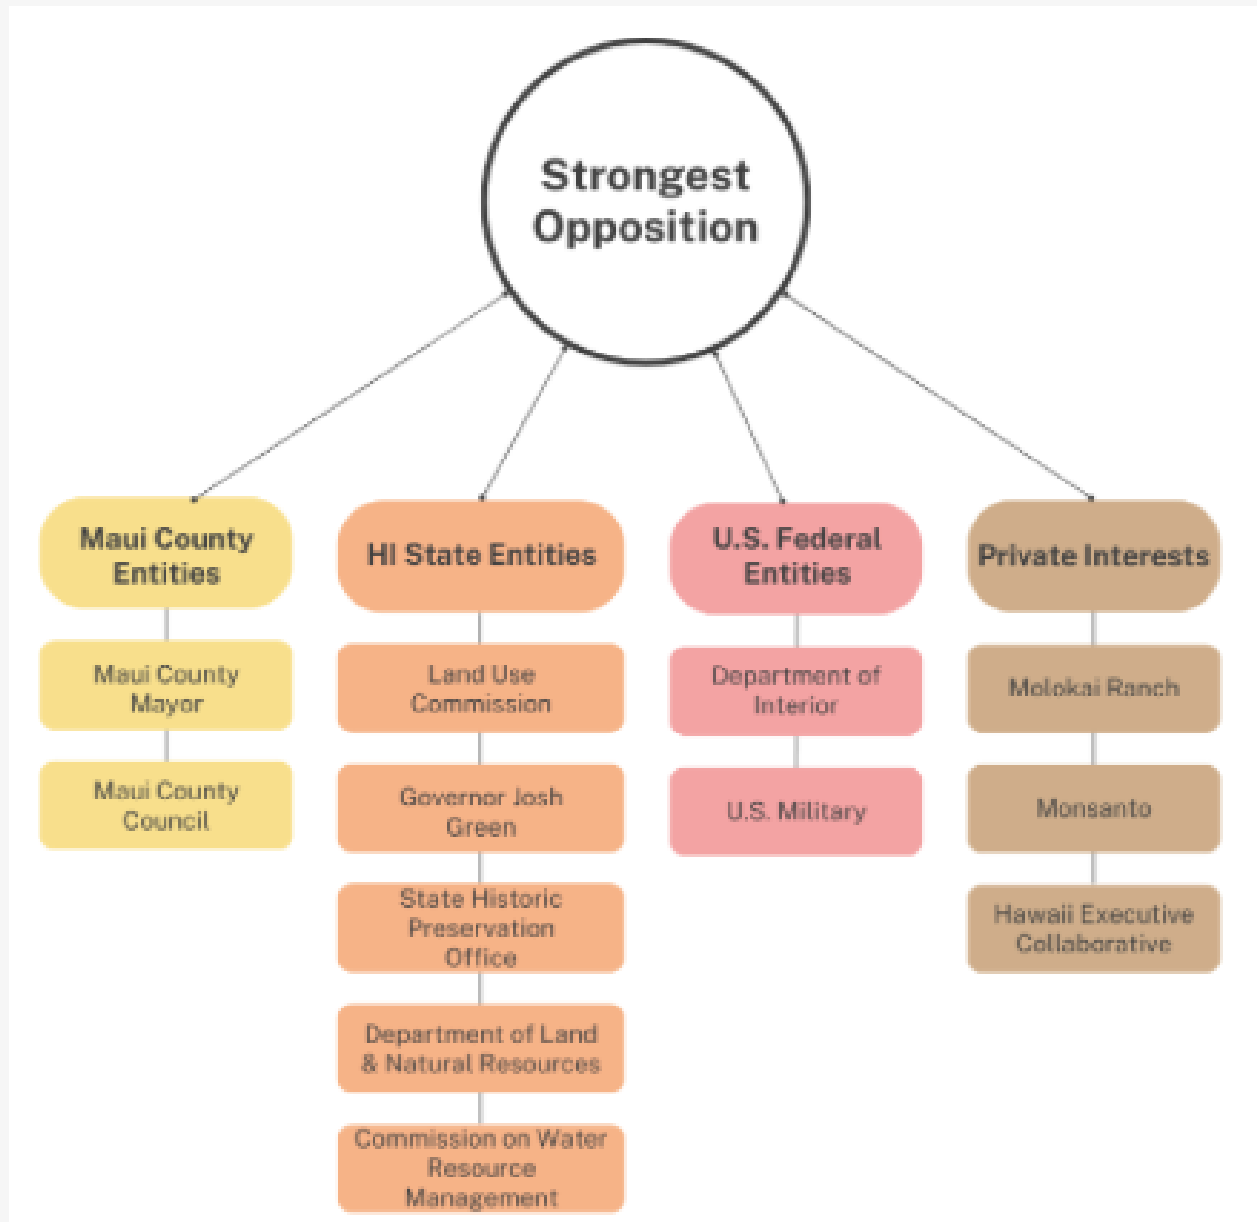 Strongest
Opposition
Maui County
Entities
Maui County
Mayor
Maui County
Council
HI State Entities
Land Use
Commission
Governor Josh
Green
State Historic
Preservation
Office
Department of Land
& Natural Resources
Commission on Water
Resource
Management
U.S. Federal
Entities
Department of
Interior
U.S. Military
Private Interests
Molokai Ranch
Monsanto
Hawaii Executive
Collaborative